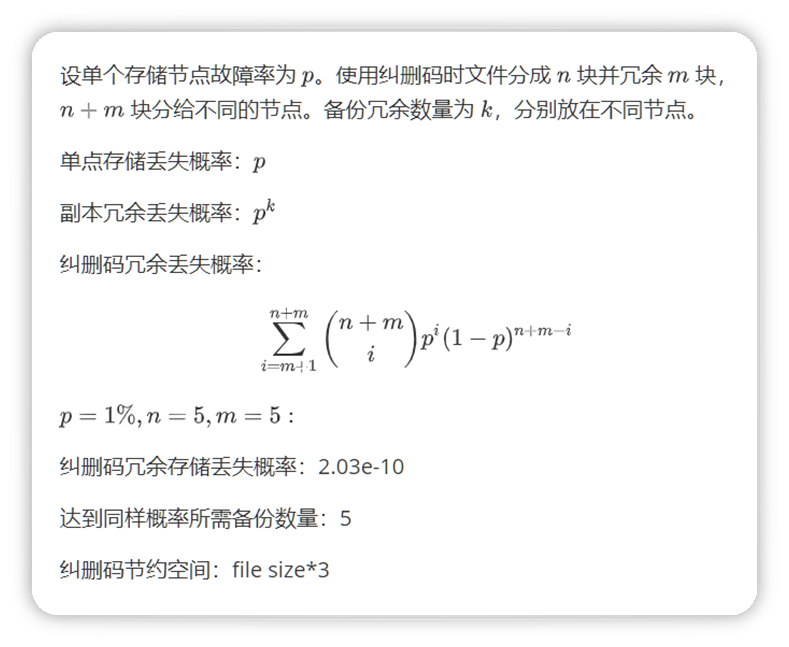 设单个存储节点故障率为 p。使用纠删码时文件分成 n 块并冗余 m 块，
n + m 块分给不同的节点。备份冗余数量为 k，分别放在不同节点。
单点存储丢失概率：p
副本冗余丢失概率：p^k
纠删码冗余丢失概率：
\sum_{i=m+1}^{n+m} \binom{n+m}{i} p^i (1-p)^{n+m-i}
p = 1%, n = 5, m = 5 :
纠删码冗余存储丢失概率：2.03e-10
达到同样概率所需备份数量：5
纠删码节约空间：file size*3